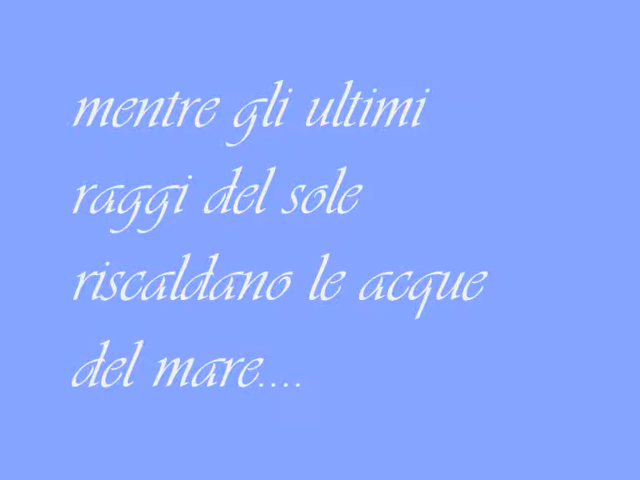 mentre gli ultimi
raggi del sole
riscaldano le acque
del mare....